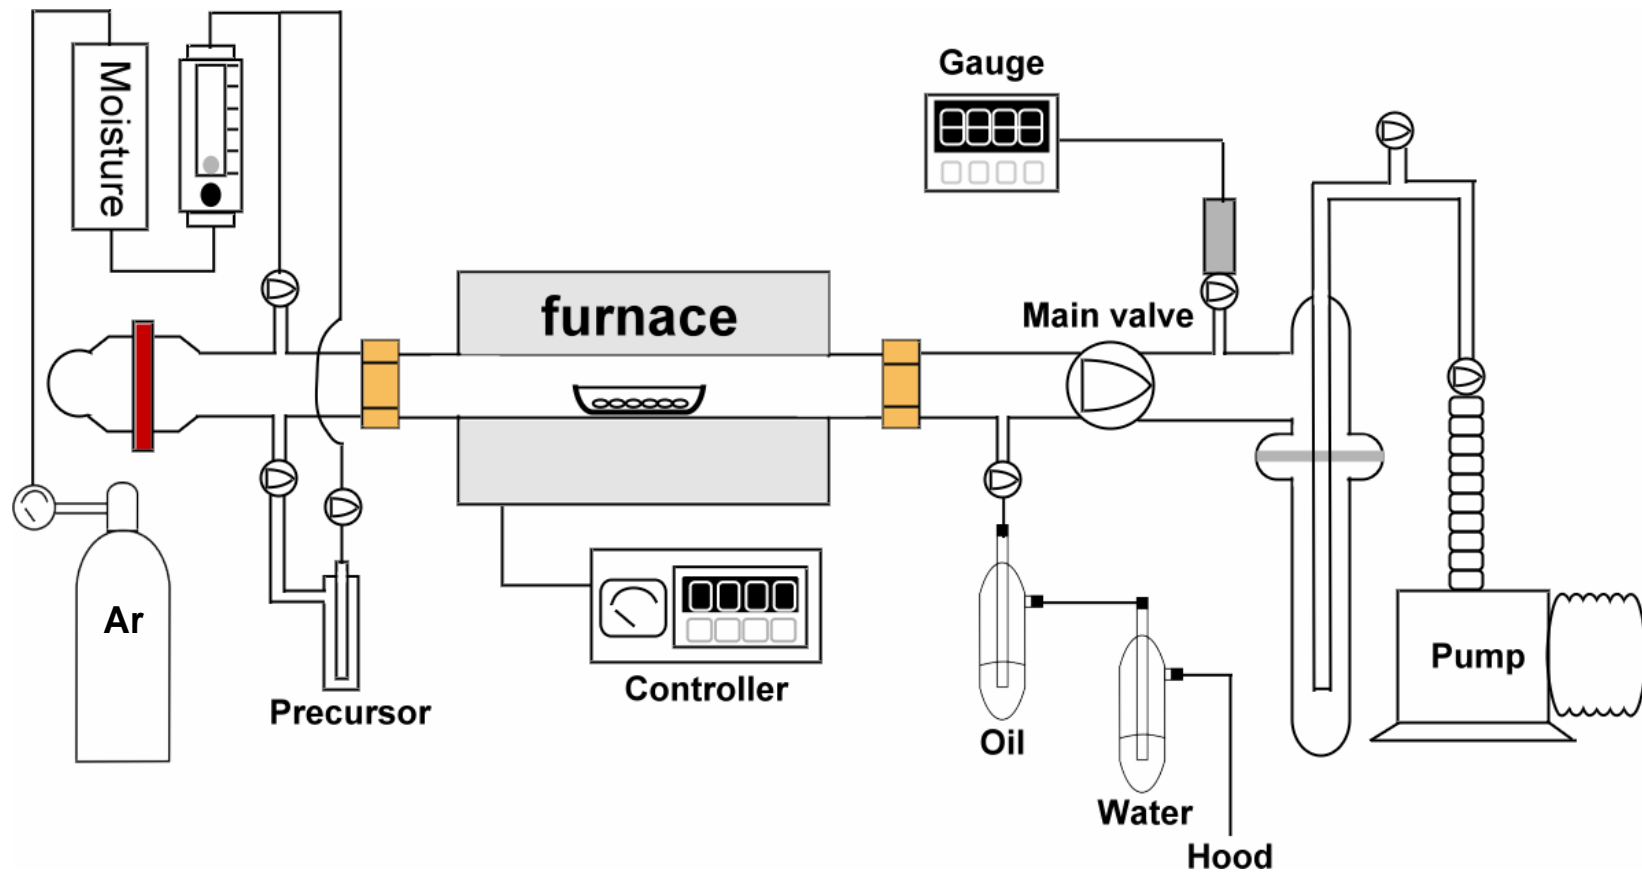 Moisture
Gauge
furnace
Main valve
Ar
Pump
Controller
Precursor
Oil
Water
Hood